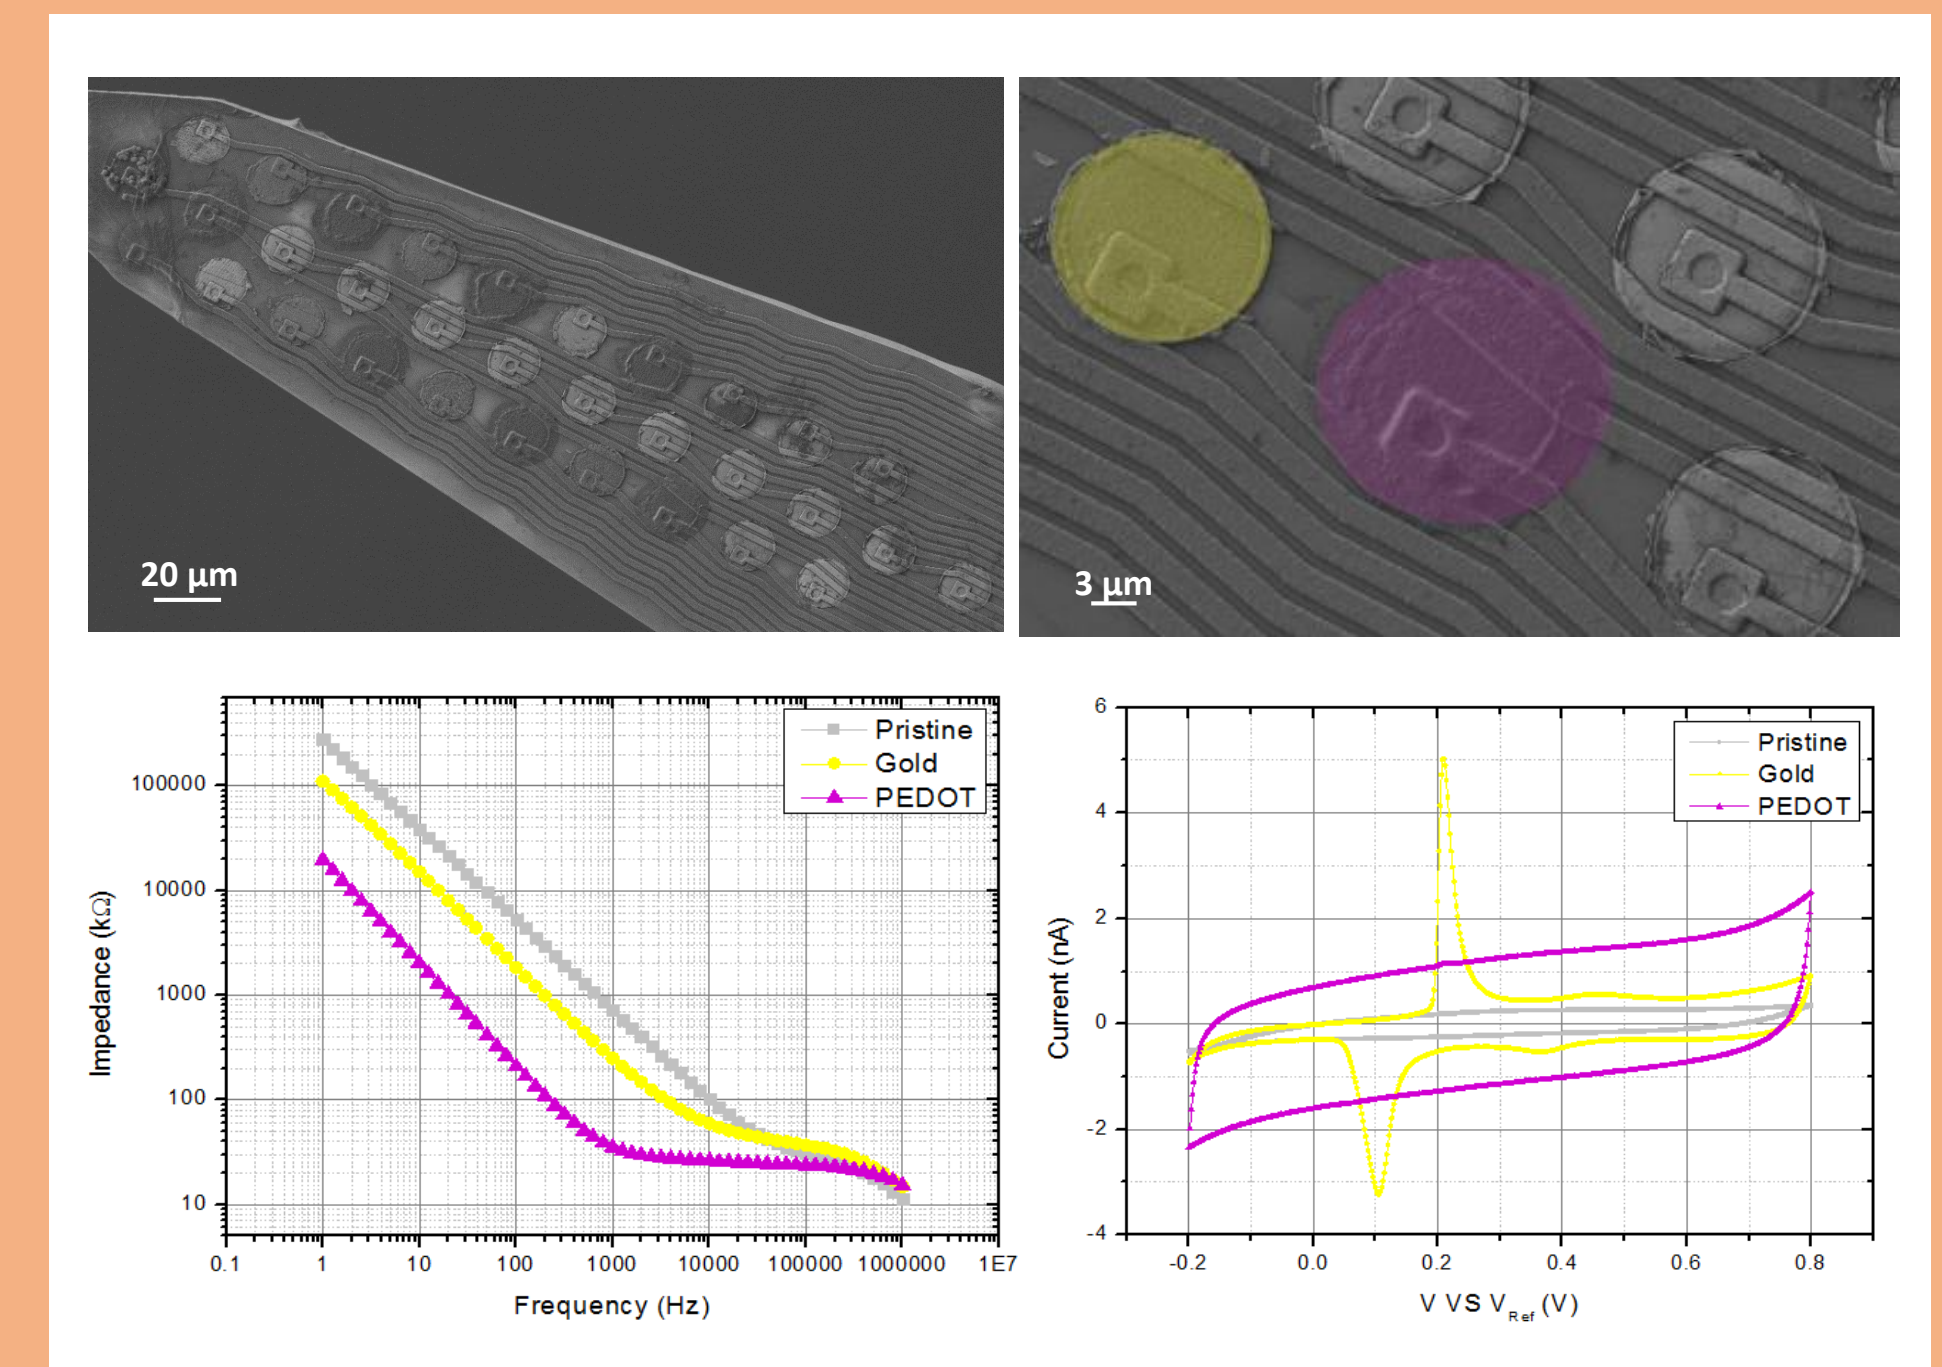 20 µm
3 µm
Pristine
Gold
PEDOT
100000
10000
1000
100
10
Impedance (kΩ)
0.1 1 10 100 1000 10000 100000 1000000 1E7
Frequency (Hz)
Pristine
Gold
PEDOT
6
4
2
0
-2
-4
Current (nA)
-0.2 0.0 0.2 0.4 0.6 0.8
V VS V Ref (V)